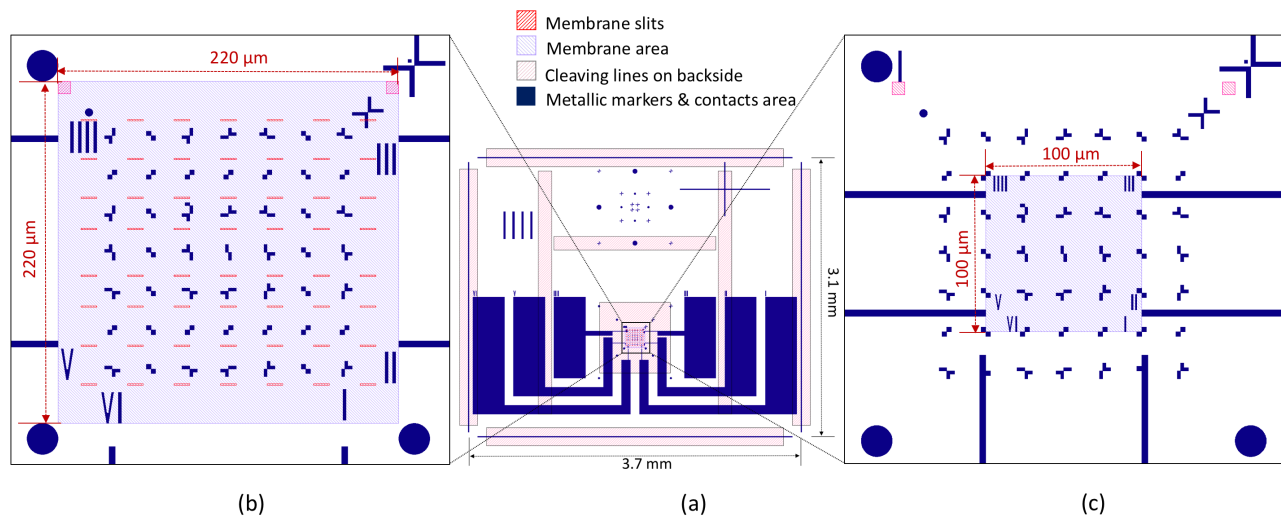 Membrane slits
Membrane area
Cleaving lines on backside
Metallic markers & contacts area
220 µm
220 µm
IIII
III
V
VI
I
II
(b)
IIII
VI
V
III
II
II
I
3.1 mm
3.7 mm
(a)
100 µm
100 µm
IIII
III
V
VI
I
II
(c)